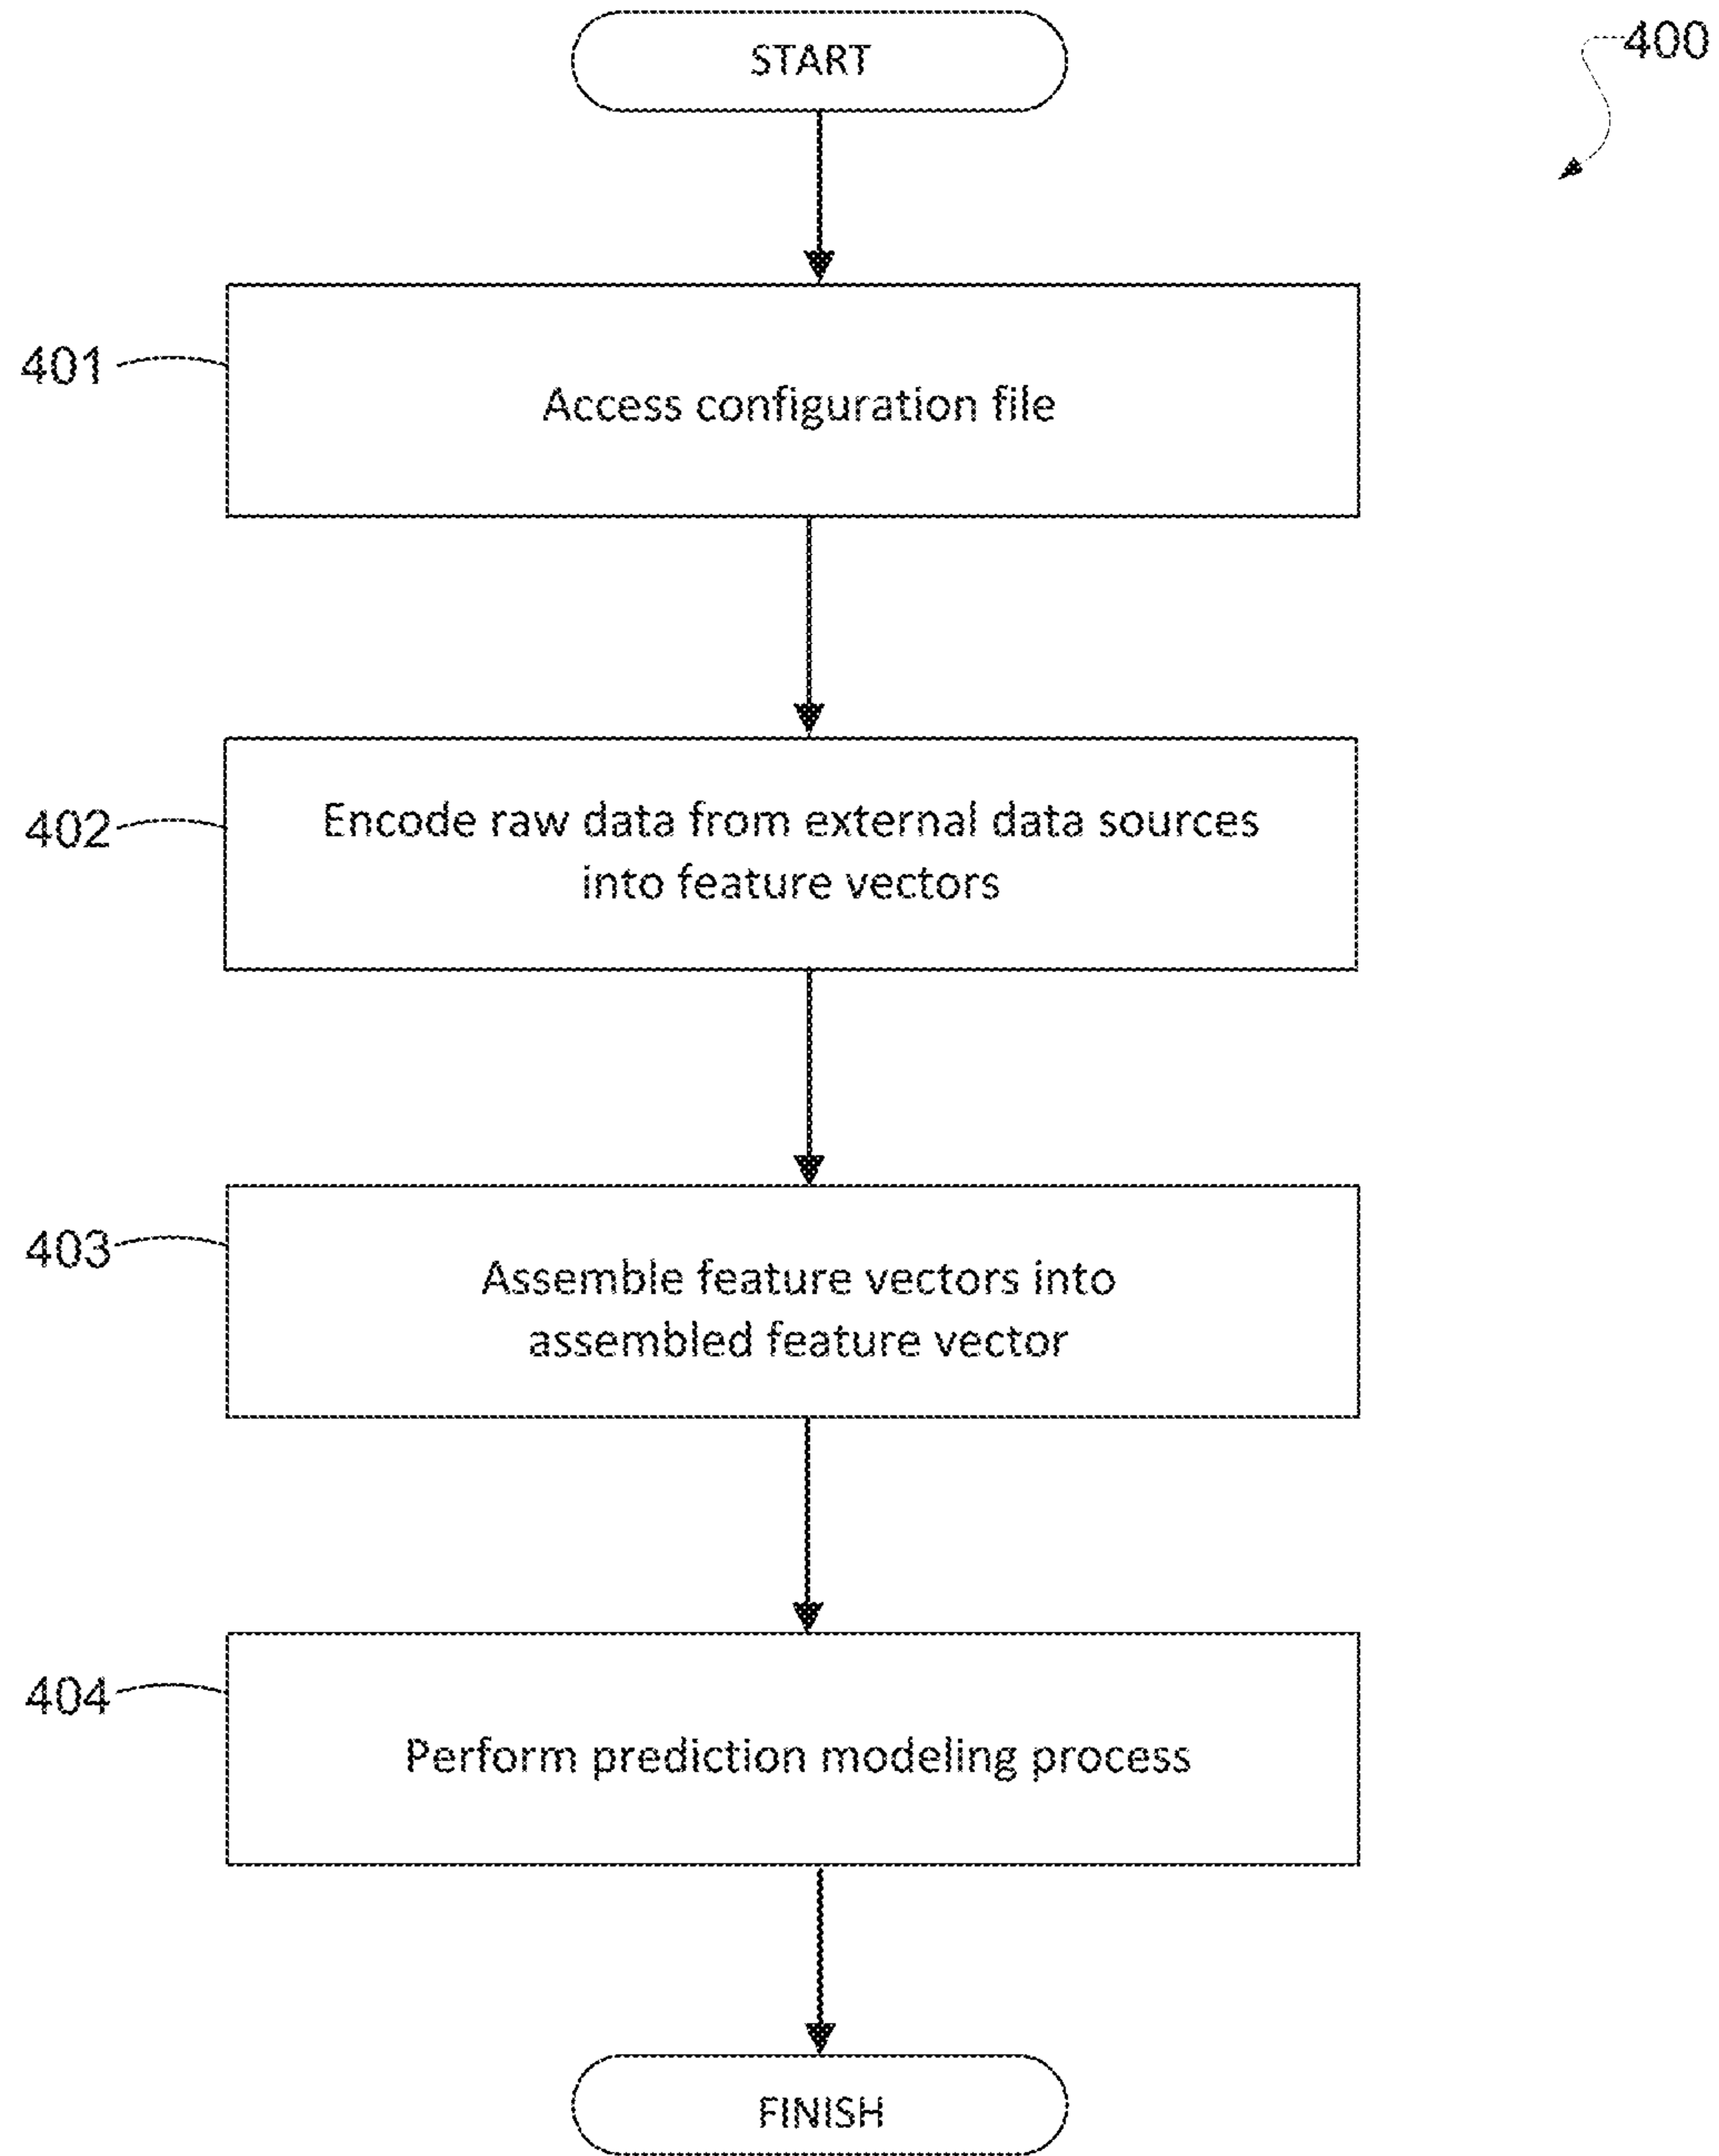 START
400
401
Access configuration file
402
Encode raw data from external data sources
into feature vectors
403
Assemble feature vectors into
assembled feature vector
404
Perform prediction modeling process
FINISH